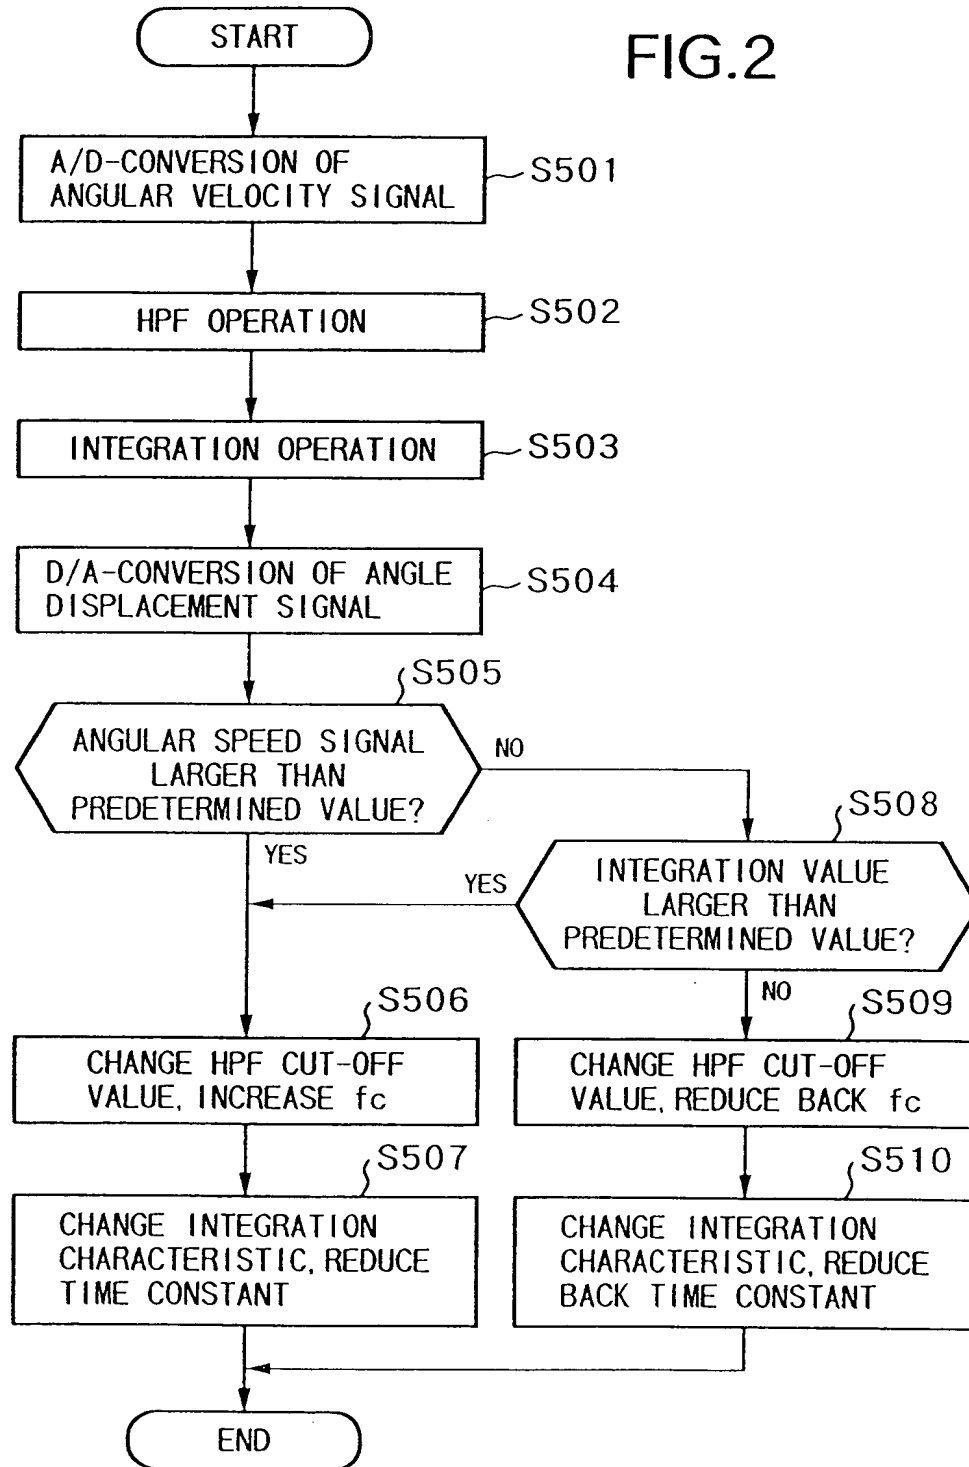 START
FIG.2
A/D-CONVERSION OF
ANGULAR VELOCITY SIGNAL
S501
HPF OPERATION
S502
INTEGRATION OPERATION
S503
D/A-CONVERSION OF ANGLE
DISPLACEMENT SIGNAL
S504
S505
ANGULAR SPEED SIGNAL
LARGER THAN
PREDETERMINED VALUE?
NO
YES
S508
INTEGRATION VALUE
LARGER THAN
PREDETERMINED VALUE?
YES
NO
S506
CHANGE HPF CUT-OFF
VALUE, INCREASE fc
S509
CHANGE HPF CUT-OFF
VALUE, REDUCE BACK fc
S507
CHANGE INTEGRATION
CHARACTERISTIC, REDUCE
TIME CONSTANT
S510
CHANGE INTEGRATION
CHARACTERISTIC, REDUCE
BACK TIME CONSTANT
END